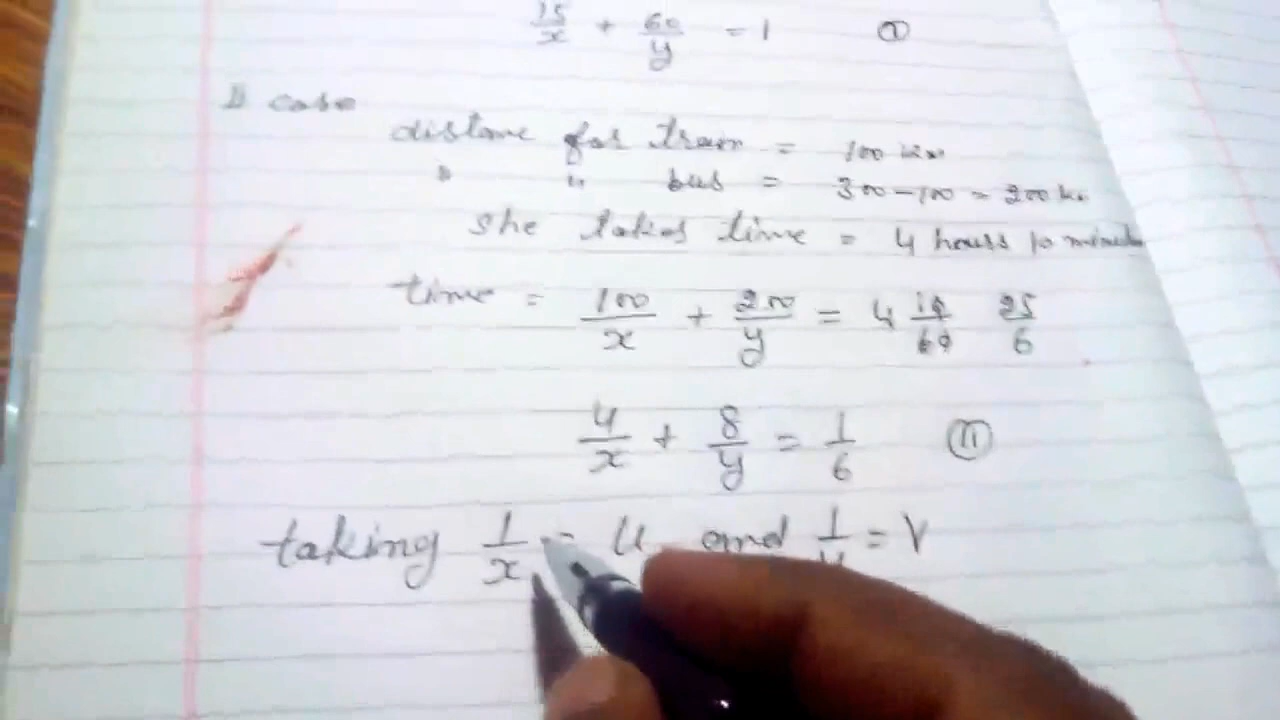 15/x + 60/y = 1 ①
II case
distance for train = 100 km
" " bus = 300 - 100 = 200 km
She takes time = 4 hours 10 minute
time = 100/x + 200/y = 4 10/60 25/6
4/x + 8/y = 1/6 ⑪
taking 1/x = u and 1/y = V